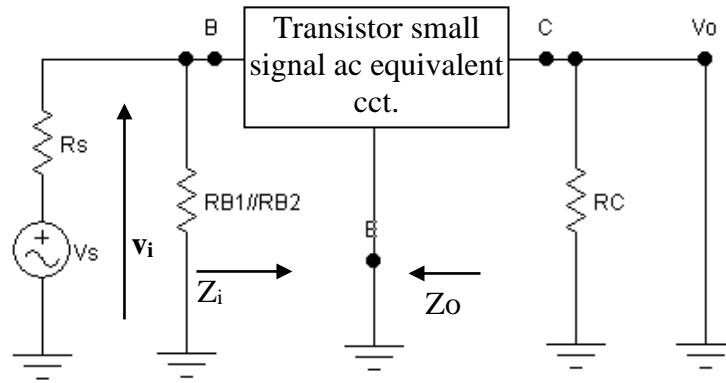 B
Transistor small
signal ac equivalent
cct.
C
Vo
Rs
RB1//RB2
RC
E
Vs
vi
Zi
Zo